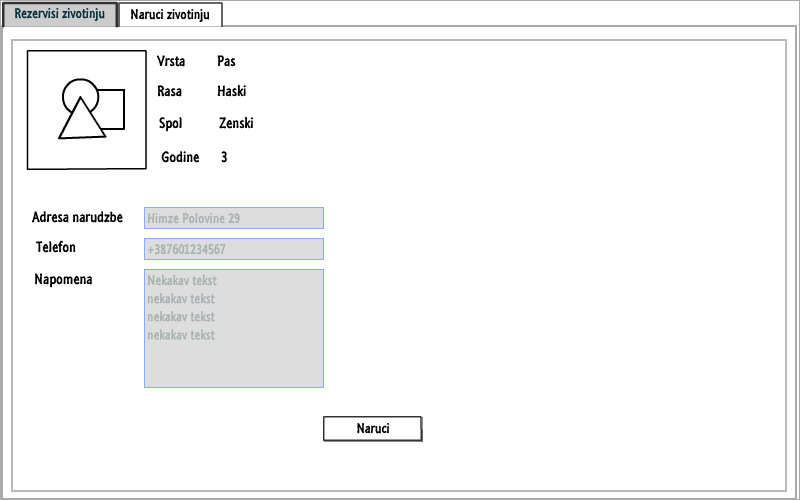 Rezervisi zivotinju
Naruci zivotinju
Vrsta Pas
Rasa Haski
Spol Zenski
Godine 3
Adresa narudzbe Himze Polovine 29
Telefon +387601234567
Napomena Nekakav tekst
nekakav tekst
nekakav tekst
nekakav tekst
Naruci